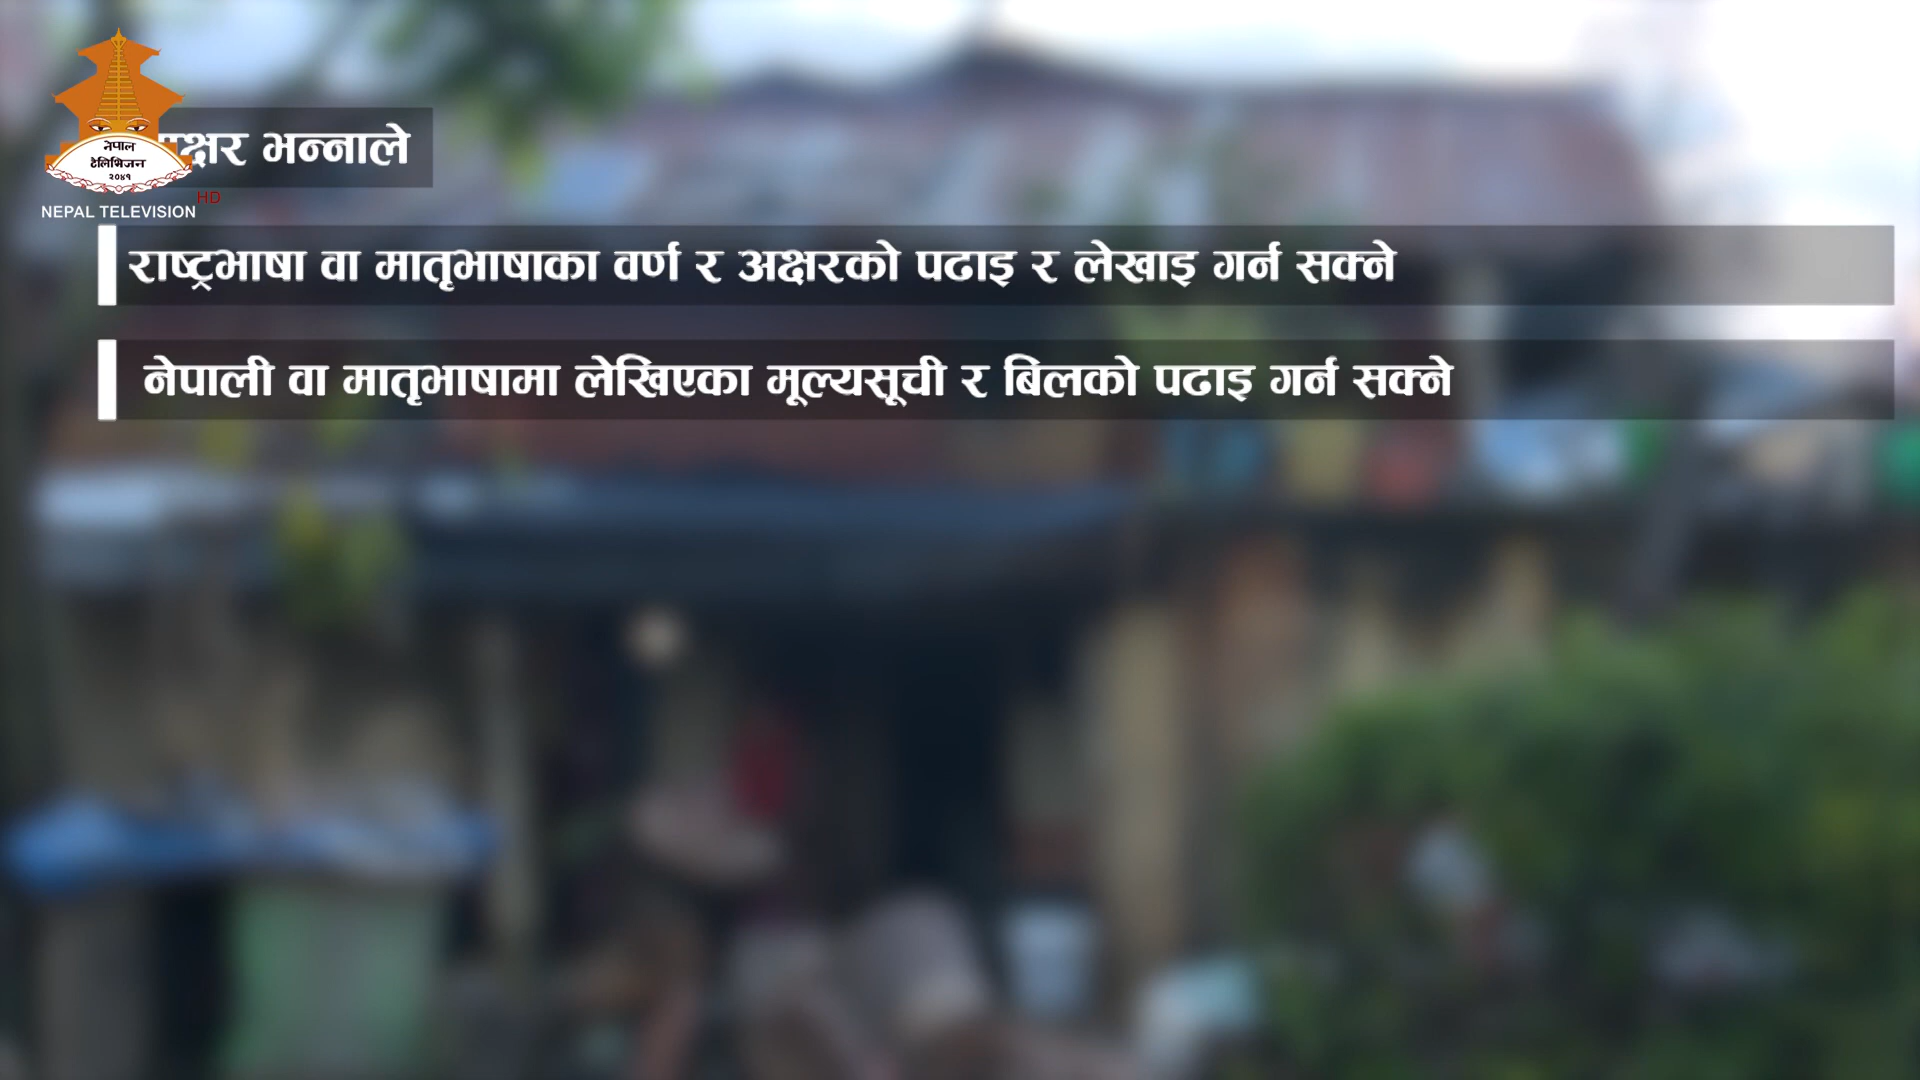 नेपाल
टेलिभिजन
२०४१
HD
NEPAL TELEVISION
भन्नाले
राष्ट्रभाषा वा मातृभाषाका वर्ण र अक्षरको पढाइ र लेखाइ गर्न सक्ने
नेपाली वा मातृभाषामा लेखिएका मूल्यसूची र बिलको पढाइ गर्न सक्ने